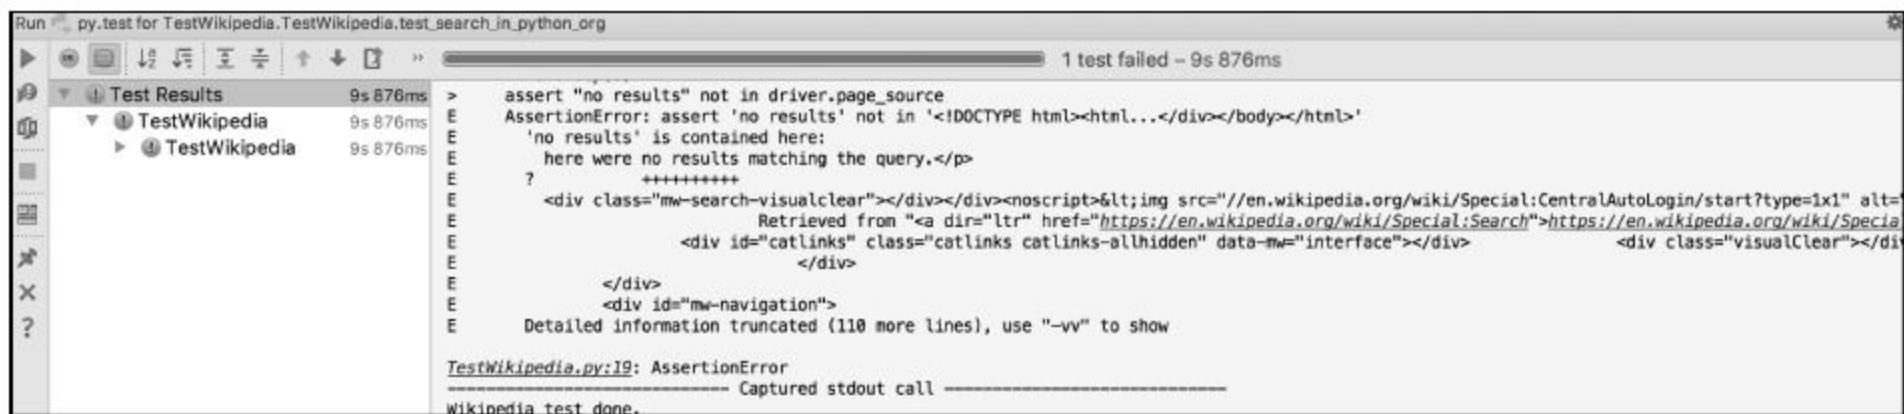 Run py.test for TestWikipedia.TestWikipedia.test_search_in_python_org
1 test failed – 9s 876ms
Test Results 9s 876ms
TestWikipedia 9s 876ms
TestWikipedia 9s 876ms
> assert "no results" not in driver.page_source
E AssertionError: assert 'no results' not in '<!DOCTYPE html><html...</div></body></html>'
E 'no results' is contained here:
E here were no results matching the query.</p>
E ? ++++++++++
E <div class="mw-search-visualclear"></div></div><noscript>&lt;img src="//en.wikipedia.org/wiki/Special:CentralAutoLogin/start?type=1x1" alt="
E Retrieved from "<a dir="ltr" href="https://en.wikipedia.org/wiki/Special:Search">https://en.wikipedia.org/wiki/Specia
E <div id="catlinks" class="catlinks catlinks-allhidden" data-mw="interface"></div> <div class="visualClear"></div
E </div>
E </div>
E <div id="mw-navigation">
E Detailed information truncated (110 more lines), use "-vv" to show
TestWikipedia.py:19: AssertionError
----------------------------- Captured stdout call -----------------------------
Wikipedia test done.